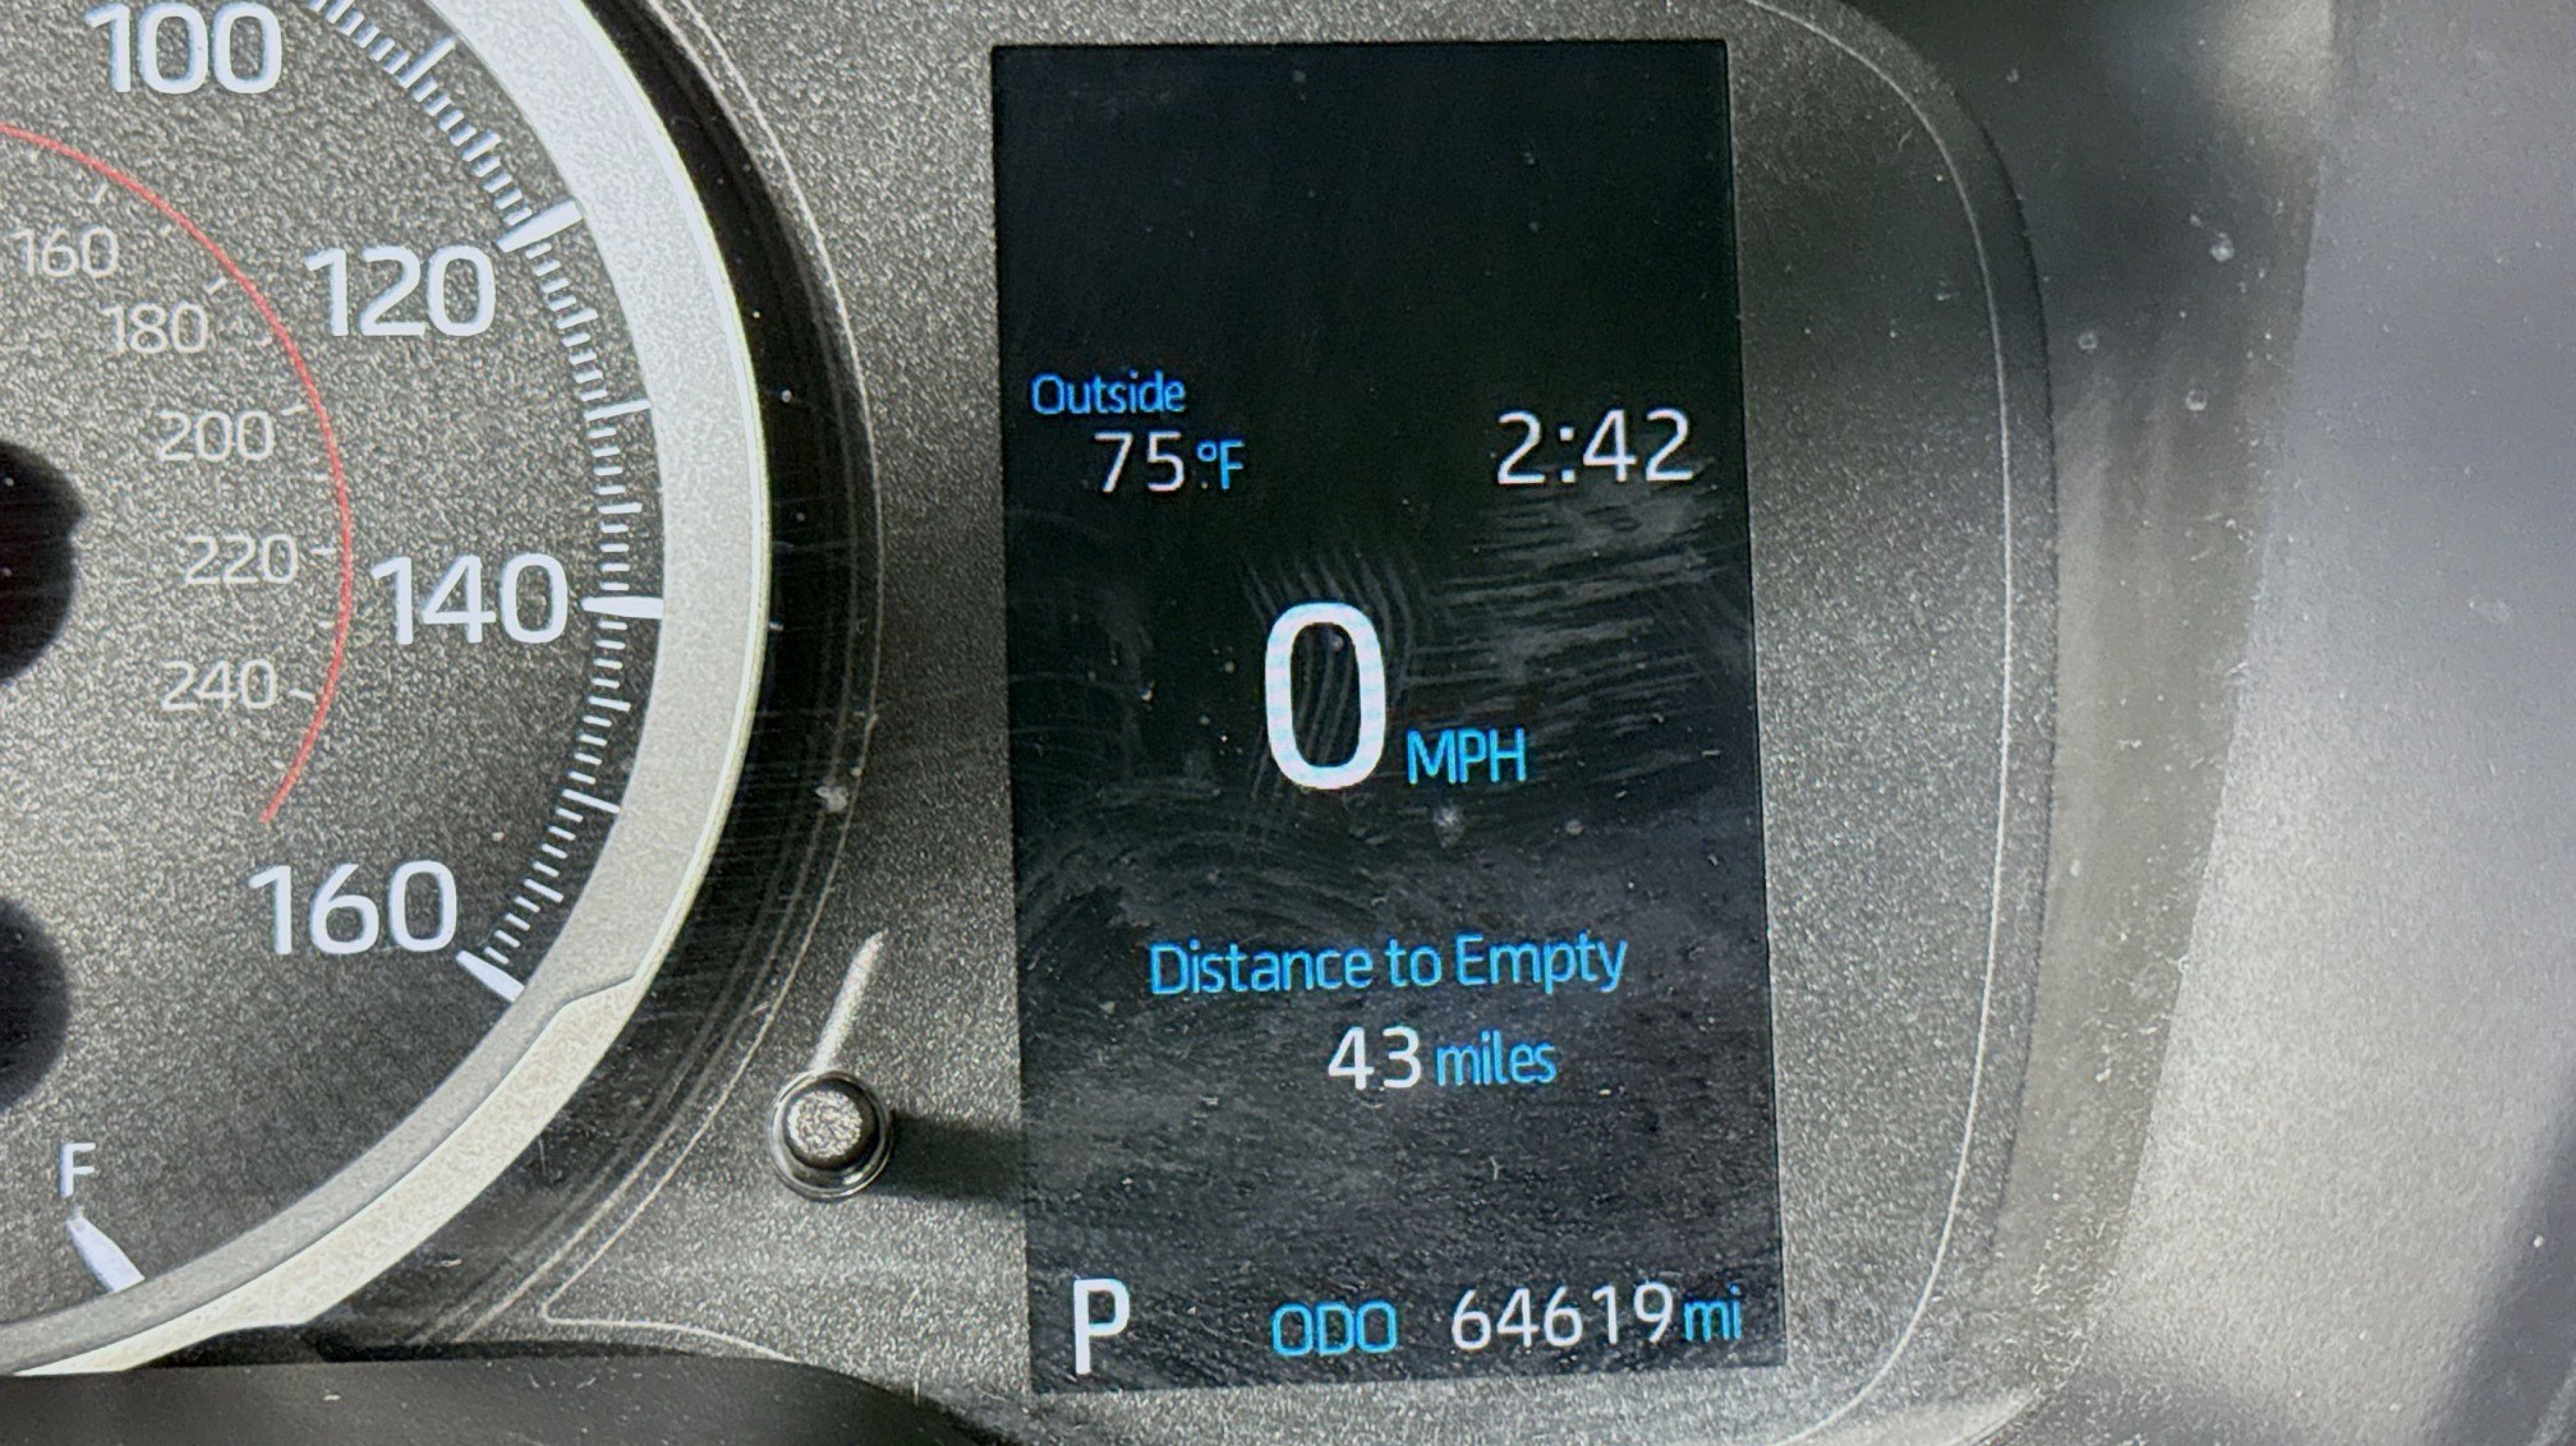 100
120
140
160
160
180
200
220
240
F
Outside
75°F
2:42
0 MPH
Distance to Empty
43 miles
P ODO 64619 mi